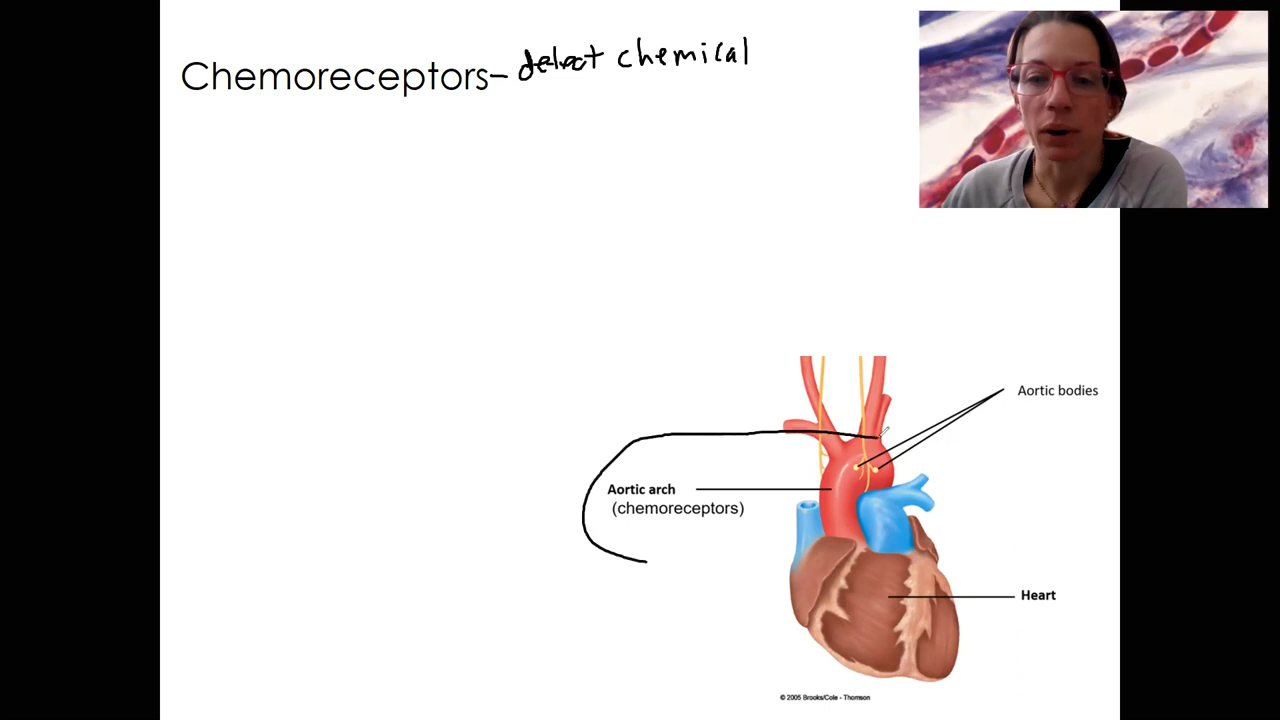 Chemoreceptors– detect chemical
Aortic bodies
Aortic arch
(chemoreceptors)
Heart
© 2005 Brooks/Cole - Thomson